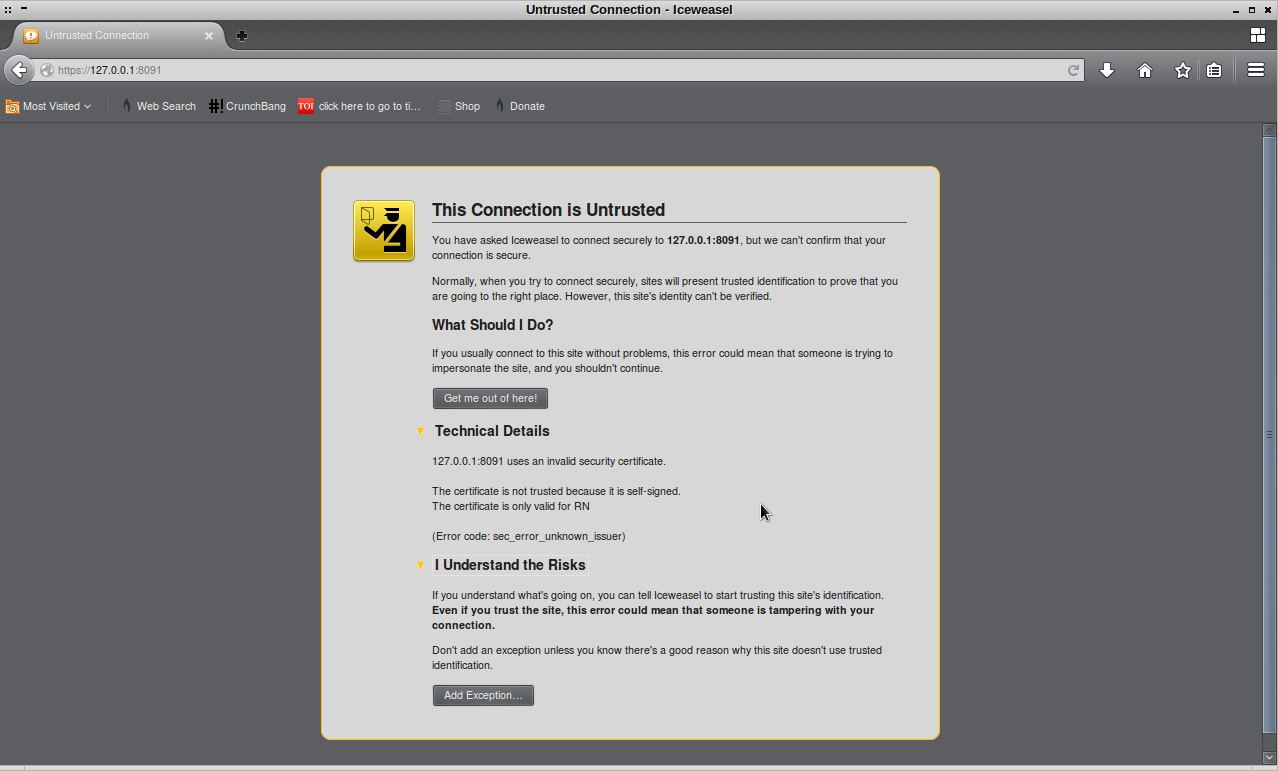 Untrusted Connection - Iceweasel
Untrusted Connection
https://127.0.0.1:8091
Most Visited
Web Search
#! CrunchBang
TOI click here to go to ti...
Shop
Donate
This Connection is Untrusted
You have asked Iceweasel to connect securely to 127.0.0.1:8091, but we can't confirm that your
connection is secure.
Normally, when you try to connect securely, sites will present trusted identification to prove that you
are going to the right place. However, this site's identity can't be verified.
What Should I Do?
If you usually connect to this site without problems, this error could mean that someone is trying to
impersonate the site, and you shouldn't continue.
Get me out of here!
Technical Details
127.0.0.1:8091 uses an invalid security certificate.
The certificate is not trusted because it is self-signed.
The certificate is only valid for RN
(Error code: sec_error_unknown_issuer)
I Understand the Risks
If you understand what's going on, you can tell Iceweasel to start trusting this site's identification.
Even if you trust the site, this error could mean that someone is tampering with your
connection.
Don't add an exception unless you know there's a good reason why this site doesn't use trusted
identification.
Add Exception...